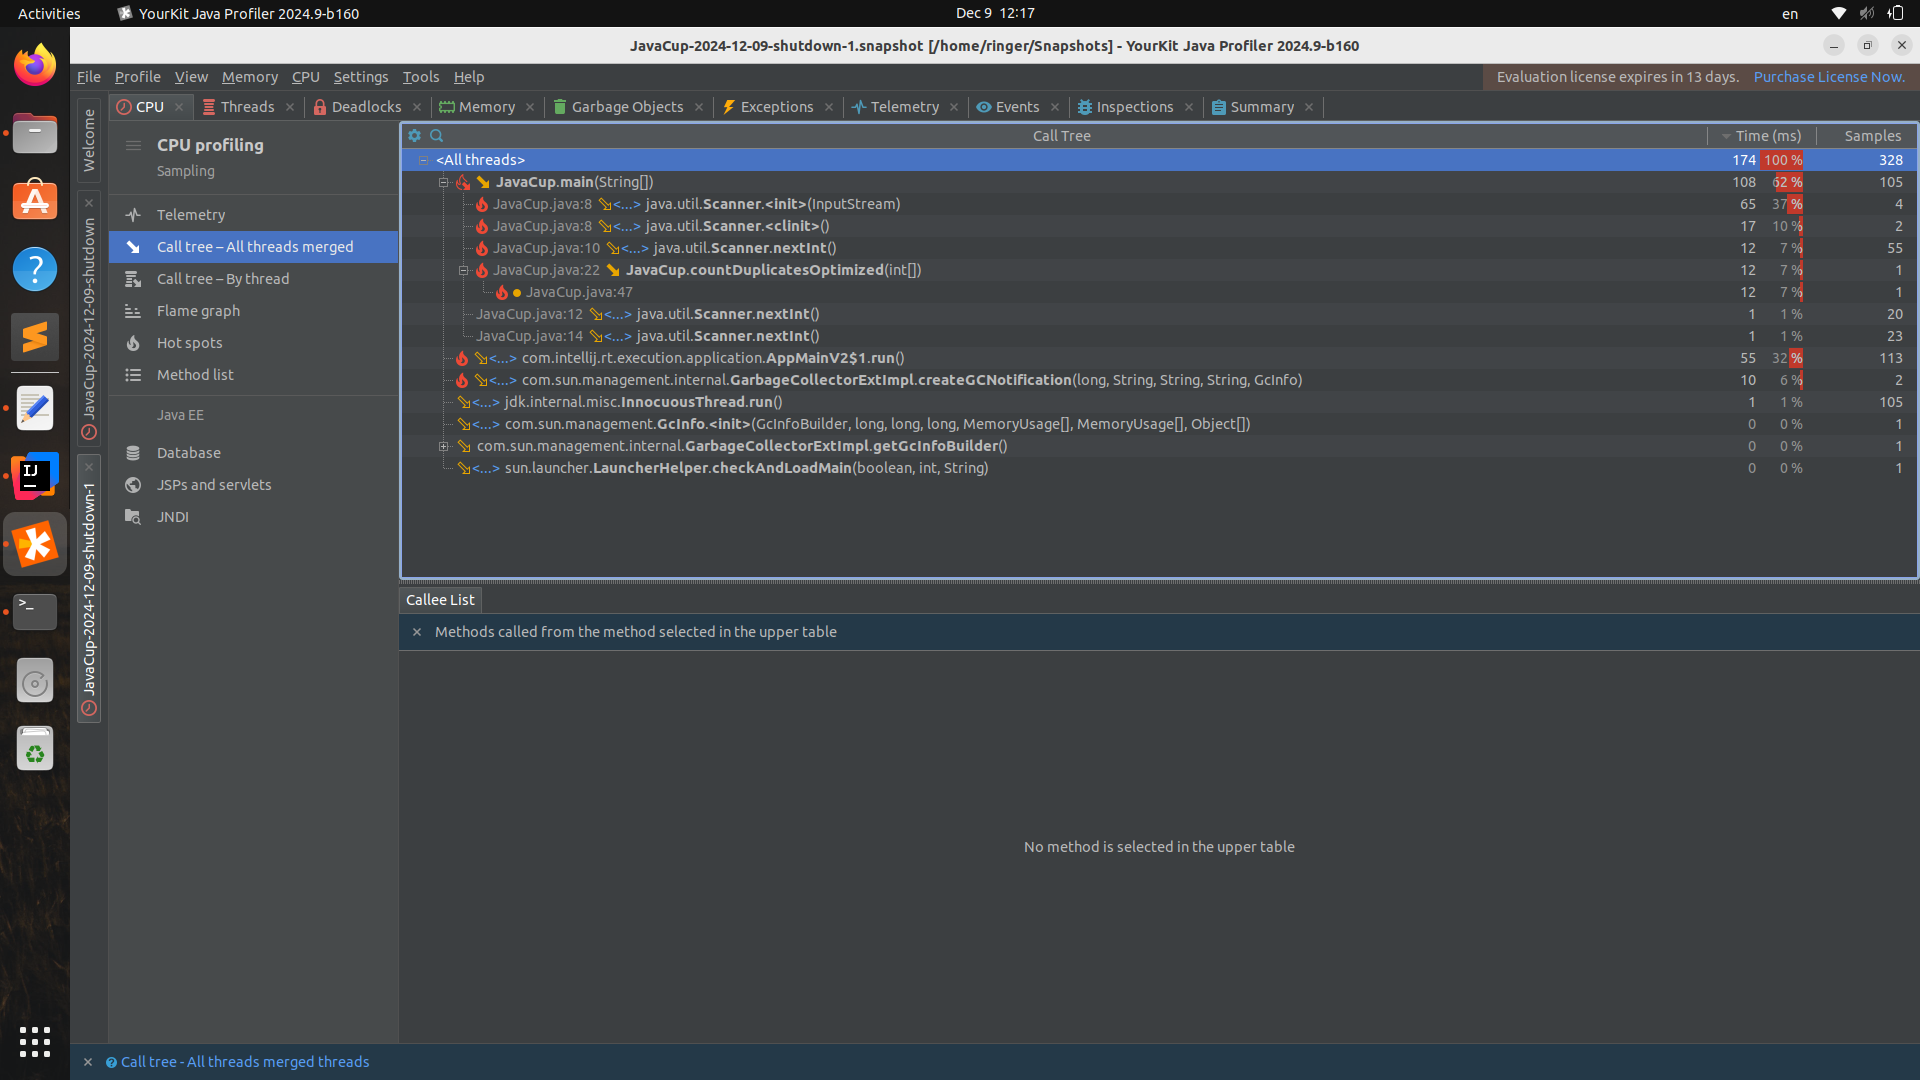 Activities
YourKit Java Profiler 2024.9-b160
Dec 9 12:17
en
JavaCup-2024-12-09-shutdown-1.snapshot [/home/ringer/Snapshots] - YourKit Java Profiler 2024.9-b160
File Profile View Memory CPU Settings Tools Help
Evaluation license expires in 13 days. Purchase License Now.
Welcome
JavaCup-2024-12-09-shutdown
JavaCup-2024-12-09-shutdown-1
CPU Threads Deadlocks Memory Garbage Objects Exceptions Telemetry Events Inspections Summary
CPU profiling
Sampling
Telemetry
Call tree – All threads merged
Call tree – By thread
Flame graph
Hot spots
Method list
Java EE
Database
JSPs and servlets
JNDI
Call Tree Time (ms) Samples
<All threads> 174 100 % 328
JavaCup.main(String[]) 108 62 % 105
JavaCup.java:8 <...> java.util.Scanner.<init>(InputStream) 65 37 % 4
JavaCup.java:8 <...> java.util.Scanner.<clinit>() 17 10 % 2
JavaCup.java:10 <...> java.util.Scanner.nextInt() 12 7 % 55
JavaCup.java:22 JavaCup.countDuplicatesOptimized(int[]) 12 7 % 1
JavaCup.java:47 12 7 % 1
JavaCup.java:12 <...> java.util.Scanner.nextInt() 1 1 % 20
JavaCup.java:14 <...> java.util.Scanner.nextInt() 1 1 % 23
<...> com.intellij.rt.execution.application.AppMainV2$1.run() 55 32 % 113
<...> com.sun.management.internal.GarbageCollectorExtImpl.createGCNotification(long, String, String, String, GcInfo) 10 6 % 2
<...> jdk.internal.misc.InnocuousThread.run() 1 1 % 105
<...> com.sun.management.GcInfo.<init>(GcInfoBuilder, long, long, long, MemoryUsage[], MemoryUsage[], Object[]) 0 0 % 1
com.sun.management.internal.GarbageCollectorExtImpl.getGcInfoBuilder() 0 0 % 1
<...> sun.launcher.LauncherHelper.checkAndLoadMain(boolean, int, String) 0 0 % 1
Callee List
Methods called from the method selected in the upper table
No method is selected in the upper table
Call tree - All threads merged threads
IJ
>_
?